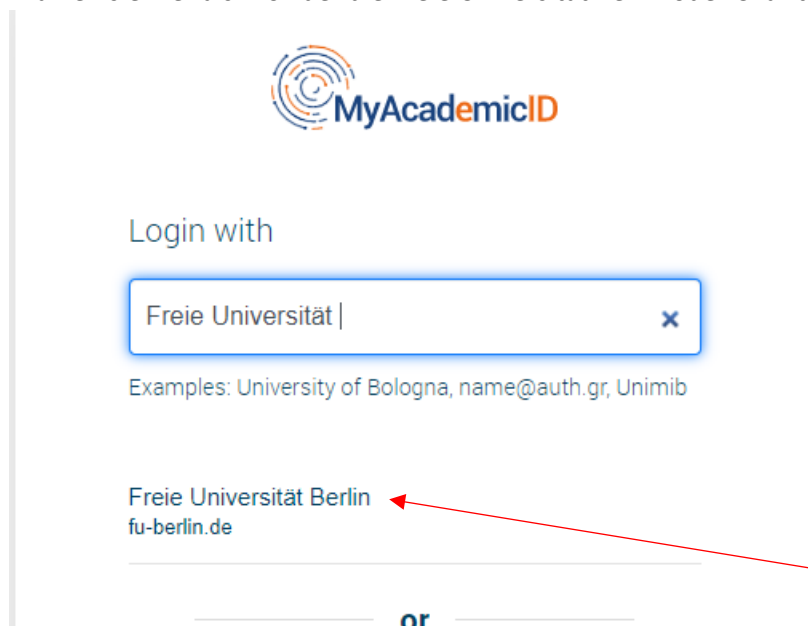 MyAcademicID
Login with
Freie Universität
Examples: University of Bologna, name@auth.gr, Unimib
Freie Universität Berlin
fu-berlin.de
or